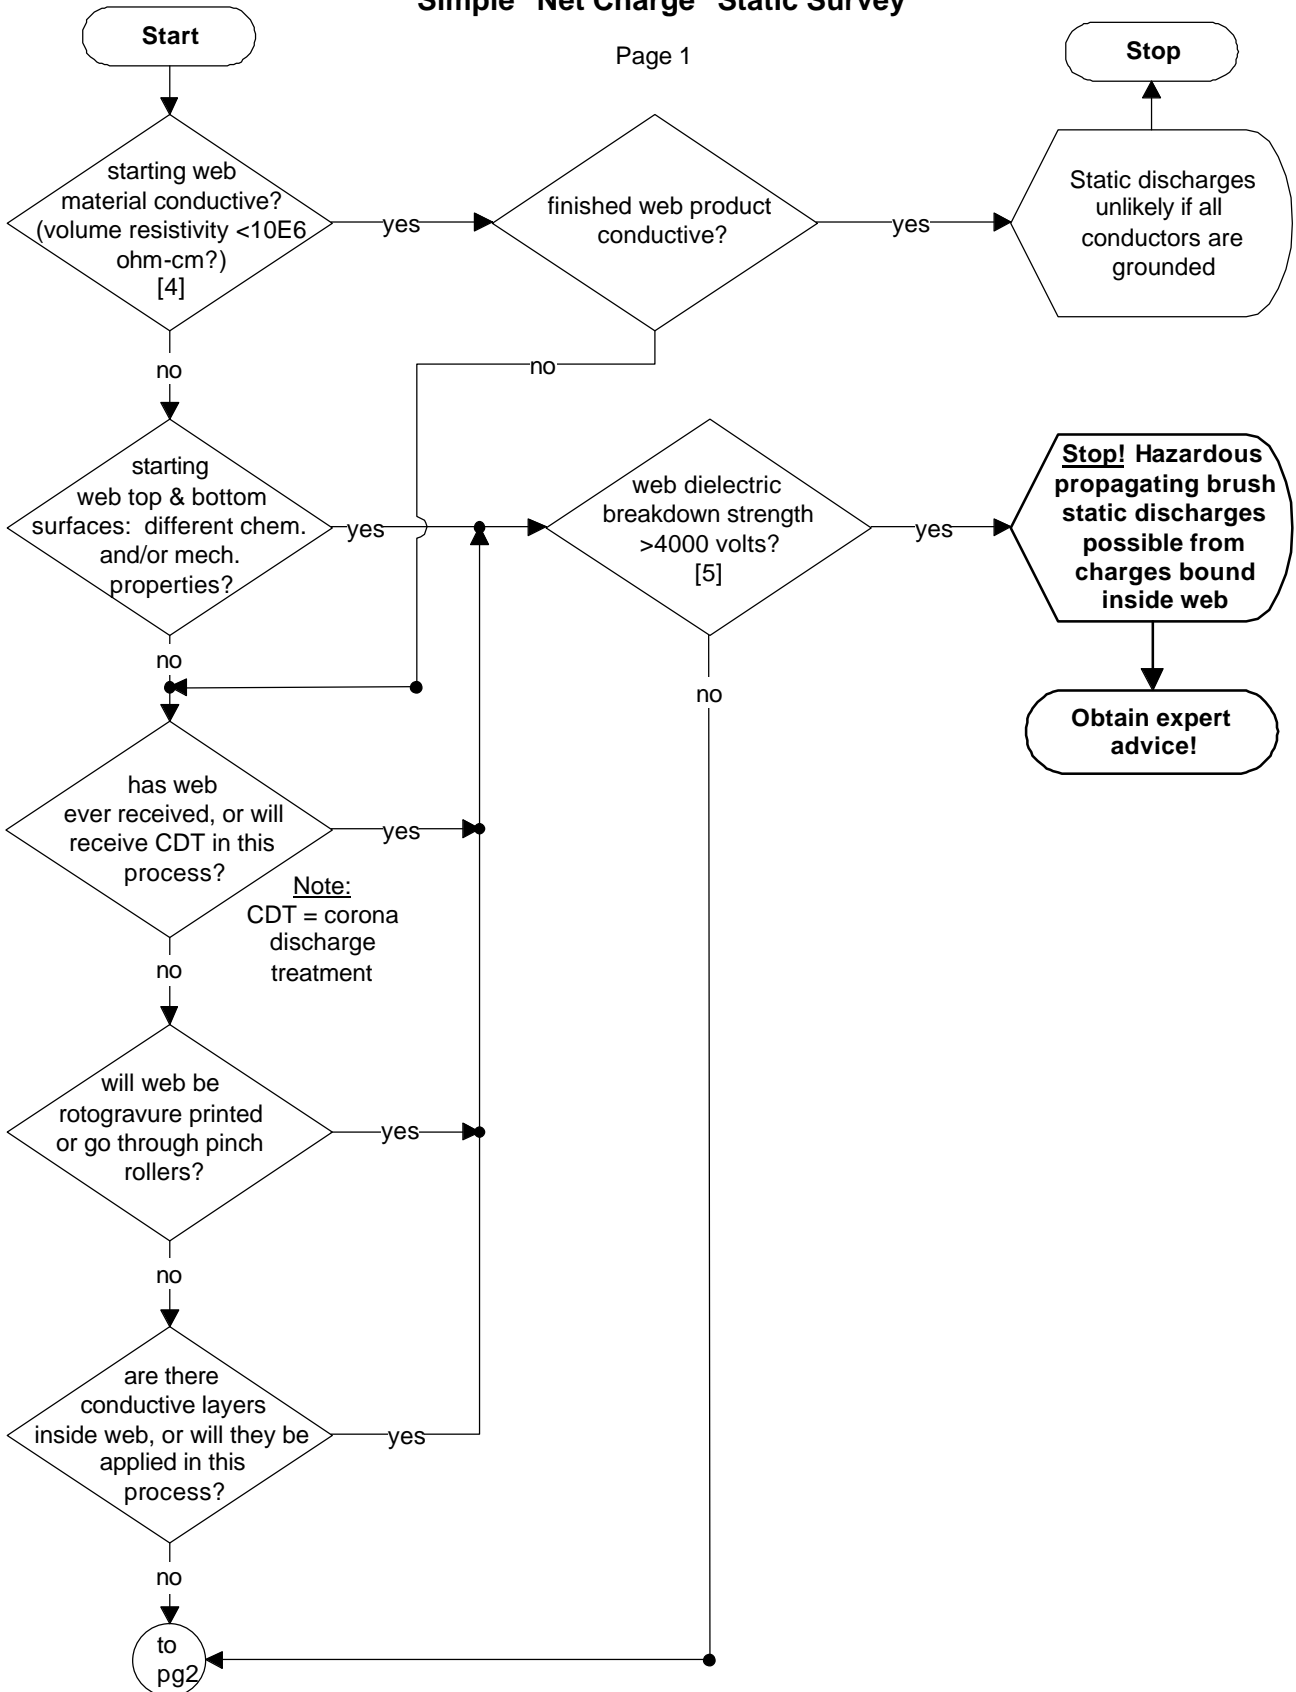 Simple "Net Charge" Static Survey
Page 1
Start
Stop
starting web
material conductive?
(volume resistivity <10E6
ohm-cm?)
[4]
yes
finished web product
conductive?
yes
Static discharges
unlikely if all
conductors are
grounded
no
no
starting
web top & bottom
surfaces: different chem.
and/or mech.
properties?
yes
web dielectric
breakdown strength
>4000 volts?
[5]
yes
Stop! Hazardous
propagating brush
static discharges
possible from
charges bound
inside web
no
no
Obtain expert
advice!
has web
ever received, or will
receive CDT in this
process?
yes
Note:
CDT = corona
discharge
treatment
no
will web be
rotogravure printed
or go through pinch
rollers?
yes
no
are there
conductive layers
inside web, or will they be
applied in this
process?
yes
no
to
pg2